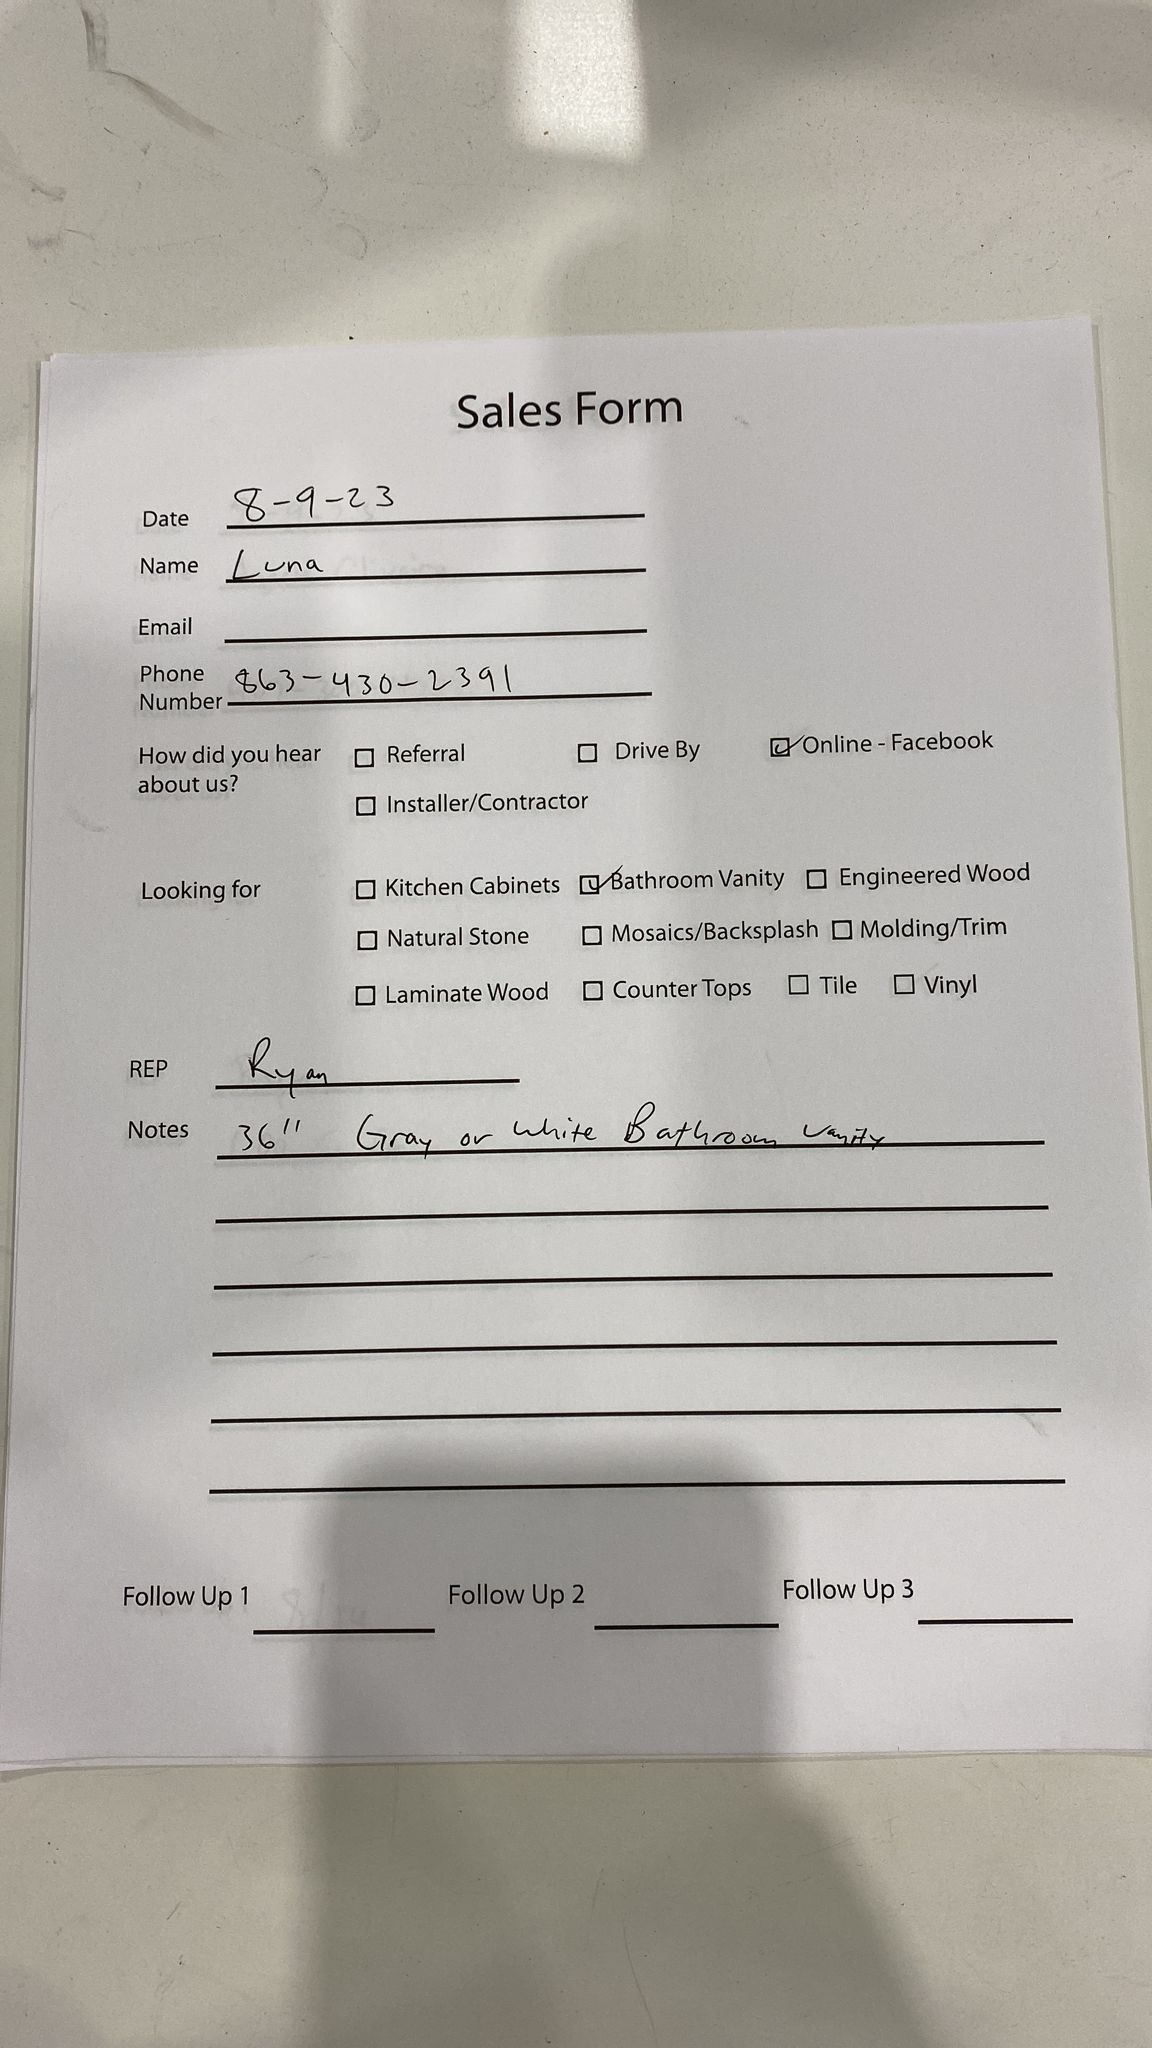 Sales Form
Date 8-9-23
Name Luna
Email
Phone Number 863-430-2391
How did you hear about us? ☐ Referral ☐ Drive By ☑ Online - Facebook
☐ Installer/Contractor
Looking for ☐ Kitchen Cabinets ☑ Bathroom Vanity ☐ Engineered Wood
☐ Natural Stone ☐ Mosaics/Backsplash ☐ Molding/Trim
☐ Laminate Wood ☐ Counter Tops ☐ Tile ☐ Vinyl
REP Ryan
Notes 36" Gray or White Bathroom Vanity
Follow Up 1 Follow Up 2 Follow Up 3